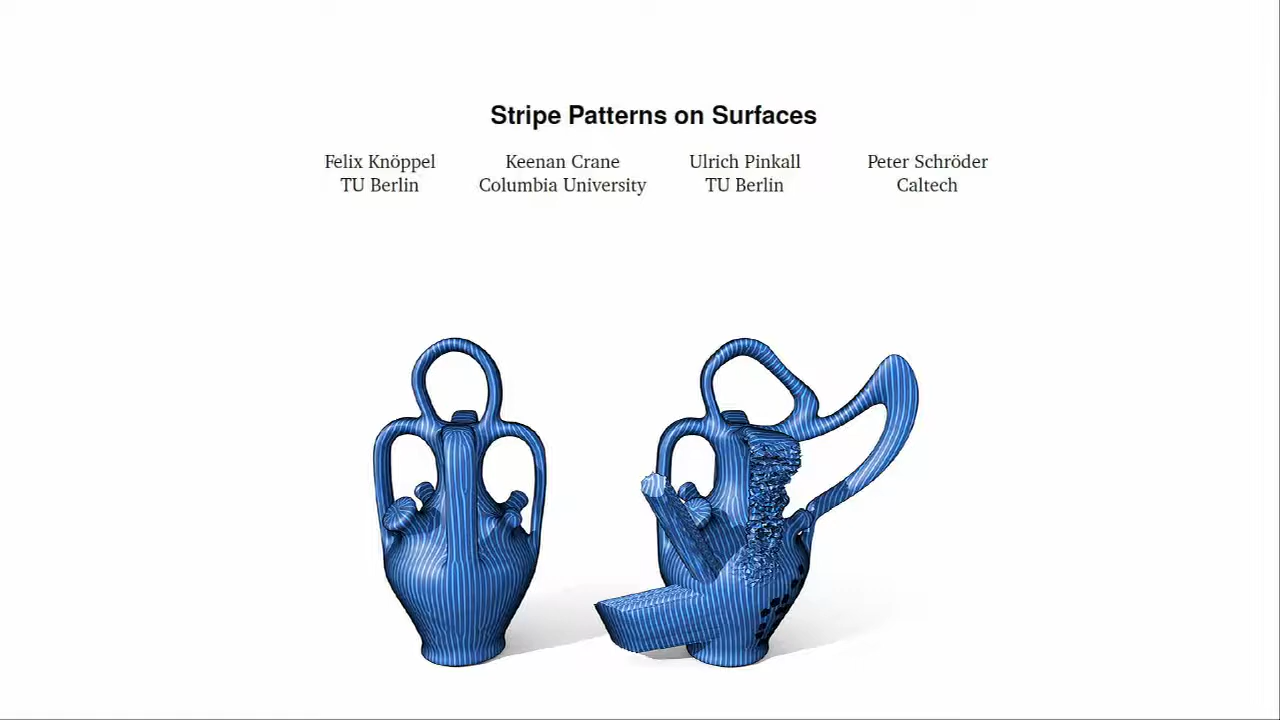 Stripe Patterns on Surfaces
Felix Knöppel Keenan Crane Ulrich Pinkall Peter Schröder
TU Berlin Columbia University TU Berlin Caltech